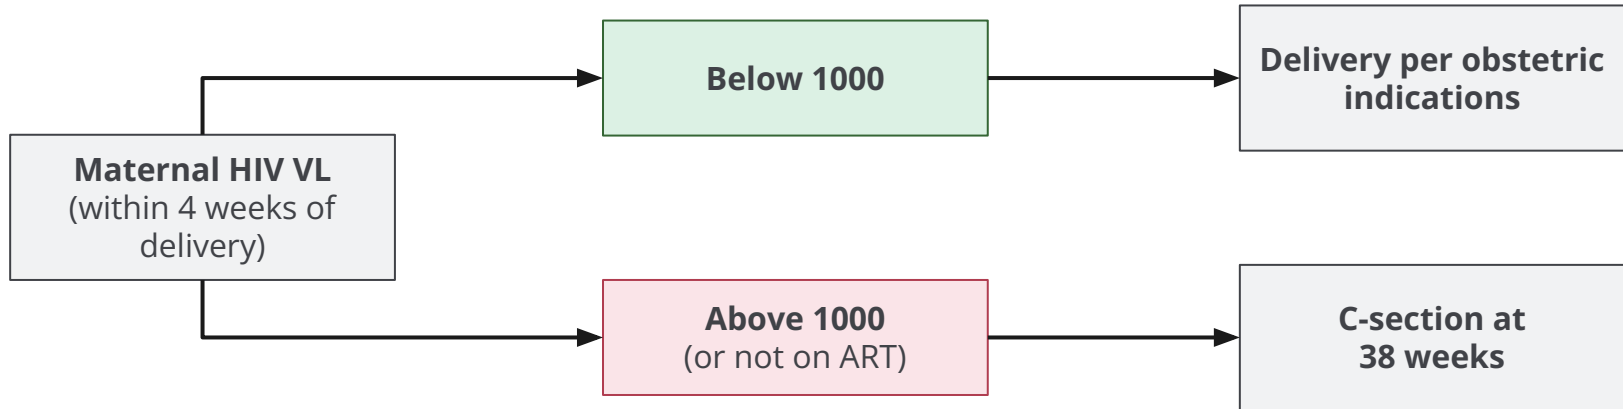 Maternal HIV VL
(within 4 weeks of
delivery)
Below 1000
Delivery per obstetric
indications
Above 1000
(or not on ART)
C-section at
38 weeks